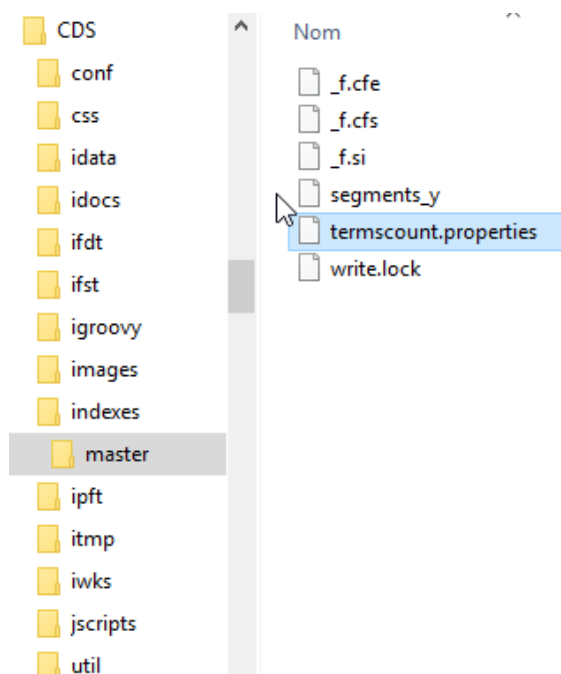 CDS
conf
css
idata
idocs
ifdt
ifst
igroovy
images
indexes
master
ipft
itmp
iwks
jscripts
util
Nom
_f.cfe
_f.cfs
_f.si
segments_y
termscount.properties
write.lock